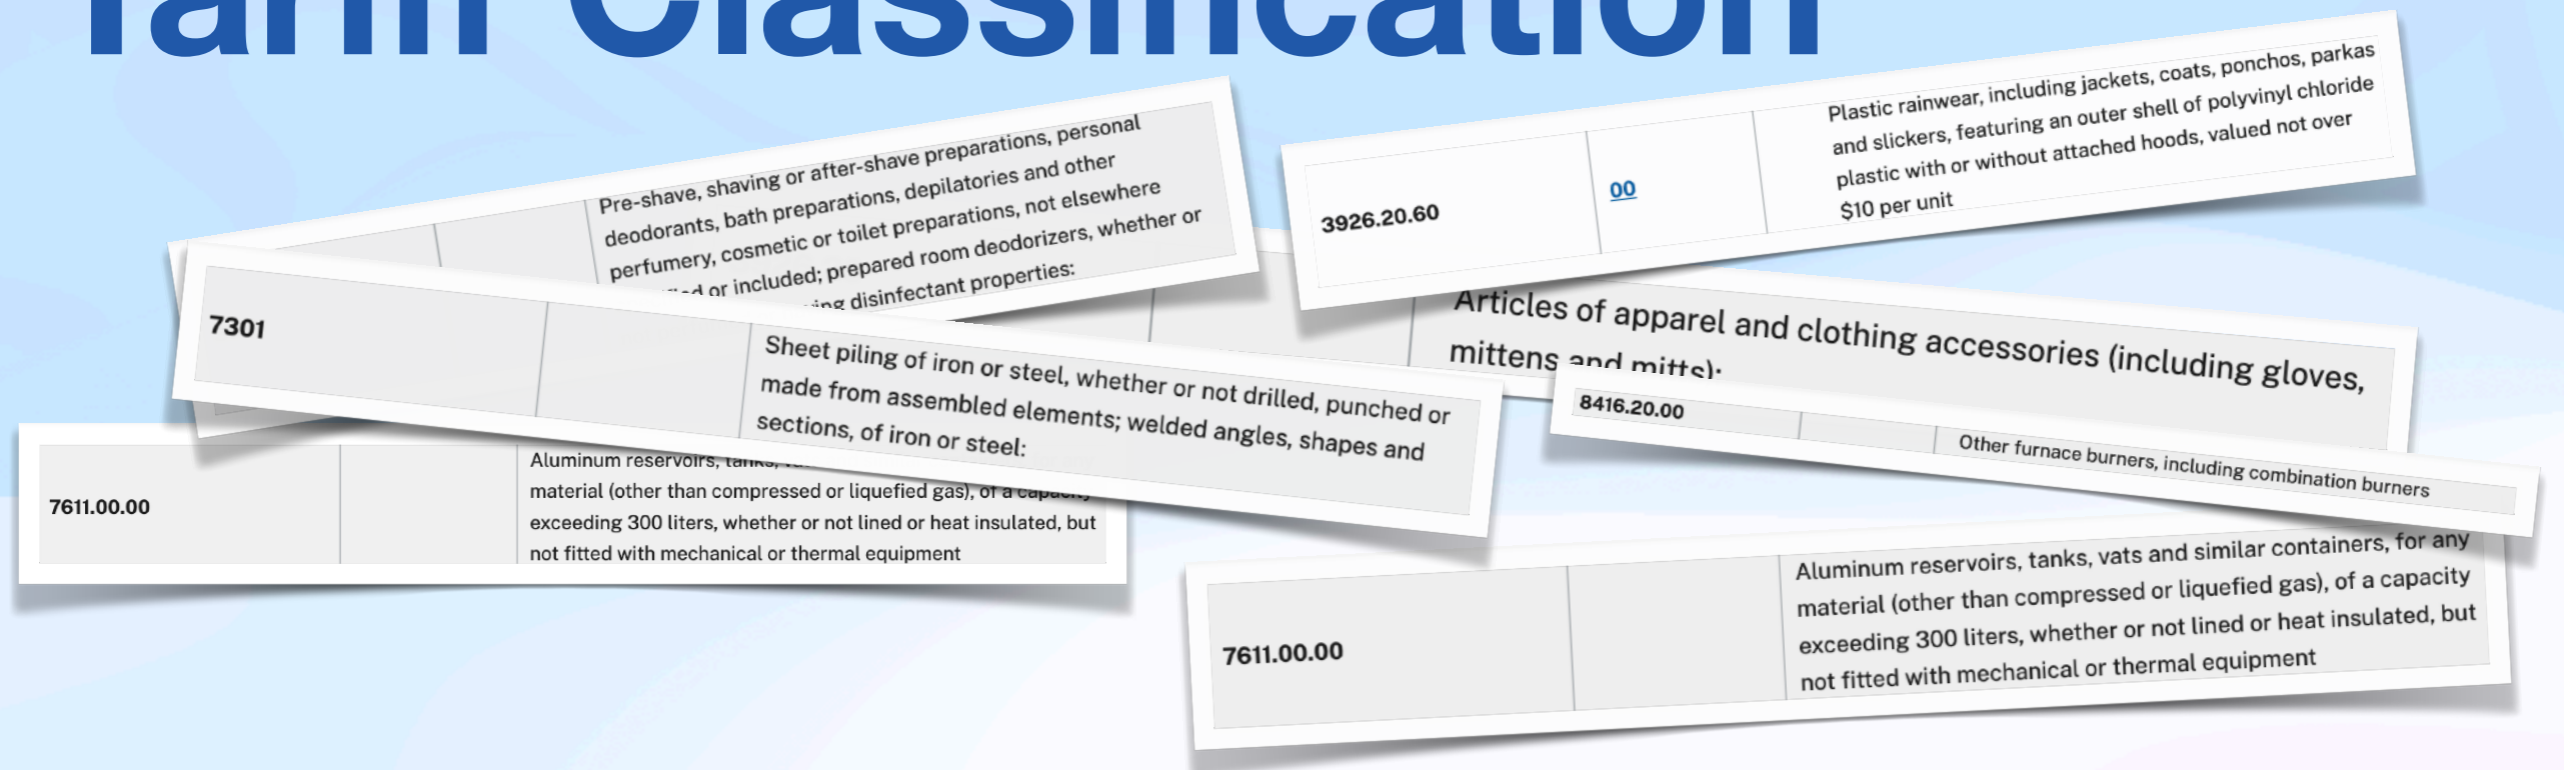 Tariff Classification
Pre-shave, shaving or after-shave preparations, personal
deodorants, bath preparations, depilatories and other
perfumery, cosmetic or toilet preparations, not elsewhere
or included; prepared room deodorizers, whether or
disinfectant properties:
3926.20.60
00
Plastic rainwear, including jackets, coats, ponchos, parkas
and slickers, featuring an outer shell of polyvinyl chloride
plastic with or without attached hoods, valued not over
$10 per unit
7301
Sheet piling of iron or steel, whether or not drilled, punched or
made from assembled elements; welded angles, shapes and
sections, of iron or steel:
Articles of apparel and clothing accessories (including gloves,
mittens and mitts):
8416.20.00
Other furnace burners, including combination burners
7611.00.00
Aluminum reservoirs, tanks,
material (other than compressed or liquefied gas), of a capacity
exceeding 300 liters, whether or not lined or heat insulated, but
not fitted with mechanical or thermal equipment
7611.00.00
Aluminum reservoirs, tanks, vats and similar containers, for any
material (other than compressed or liquefied gas), of a capacity
exceeding 300 liters, whether or not lined or heat insulated, but
not fitted with mechanical or thermal equipment